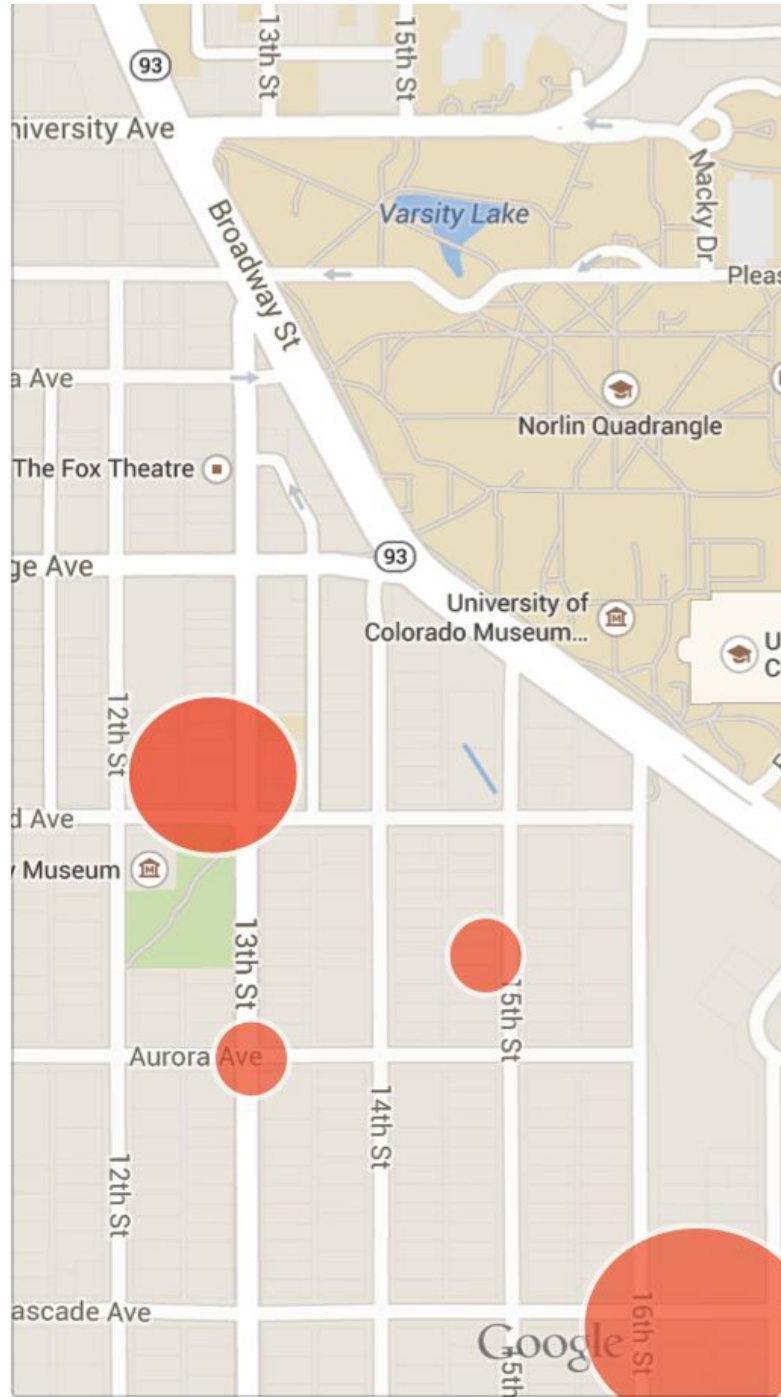 13th St
15th St
93
niversity Ave
Macky Dr
Varsity Lake
Broadway St
Pleas
a Ave
Norlin Quadrangle
The Fox Theatre
93
ge Ave
University of
Colorado Museum...
U
C
12th St
d Ave
y Museum
13th St
15th St
Aurora Ave
14th St
12th St
16th St
ascade Ave
Google
15th St